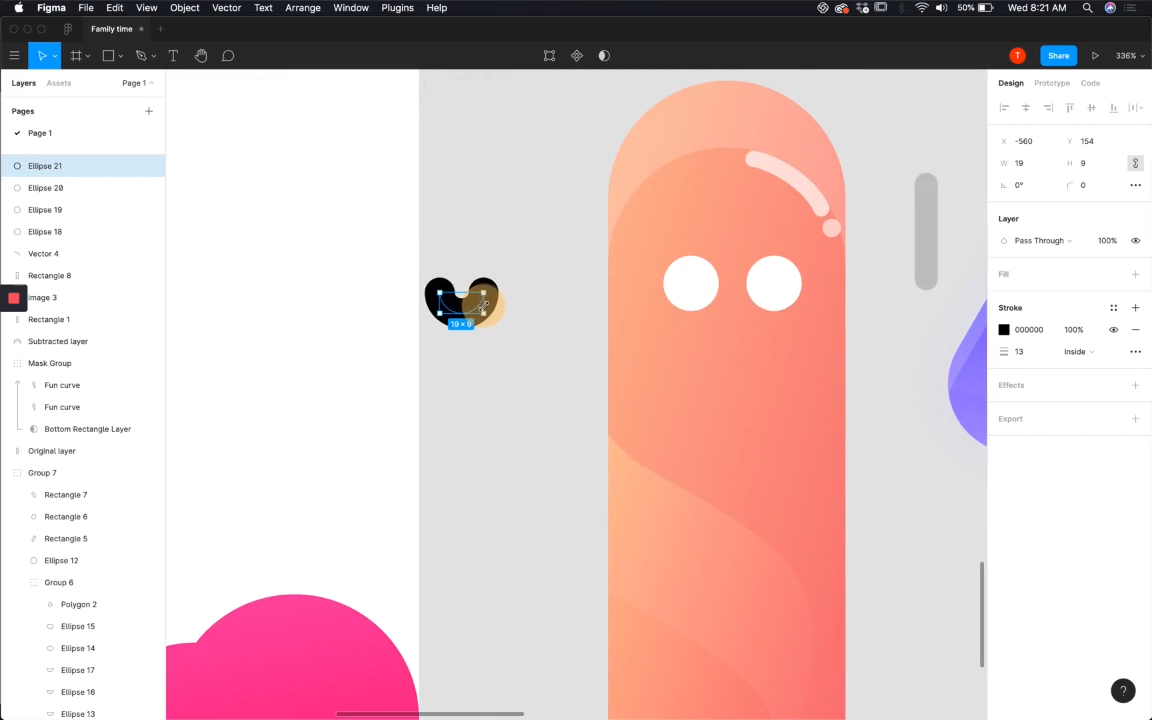 Figma File Edit View Object Vector Text Arrange Window Plugins Help 50% Wed 8:21 AM
Family time
T Share 336%
Layers Assets Page 1
Pages
Page 1
Ellipse 21
Ellipse 20
Ellipse 19
Ellipse 18
Vector 4
Rectangle 8
image 3
Rectangle 1
Subtracted layer
Mask Group
Fun curve
Fun curve
Bottom Rectangle Layer
Original layer
Group 7
Rectangle 7
Rectangle 6
Rectangle 5
Ellipse 12
Group 6
Polygon 2
Ellipse 15
Ellipse 14
Ellipse 17
Ellipse 16
Ellipse 13
19 × 9
Design Prototype Code
X -560 Y 154
W 19 H 9
0° 0
Layer
Pass Through 100%
Fill
Stroke
000000 100%
13 Inside
Effects
Export
?